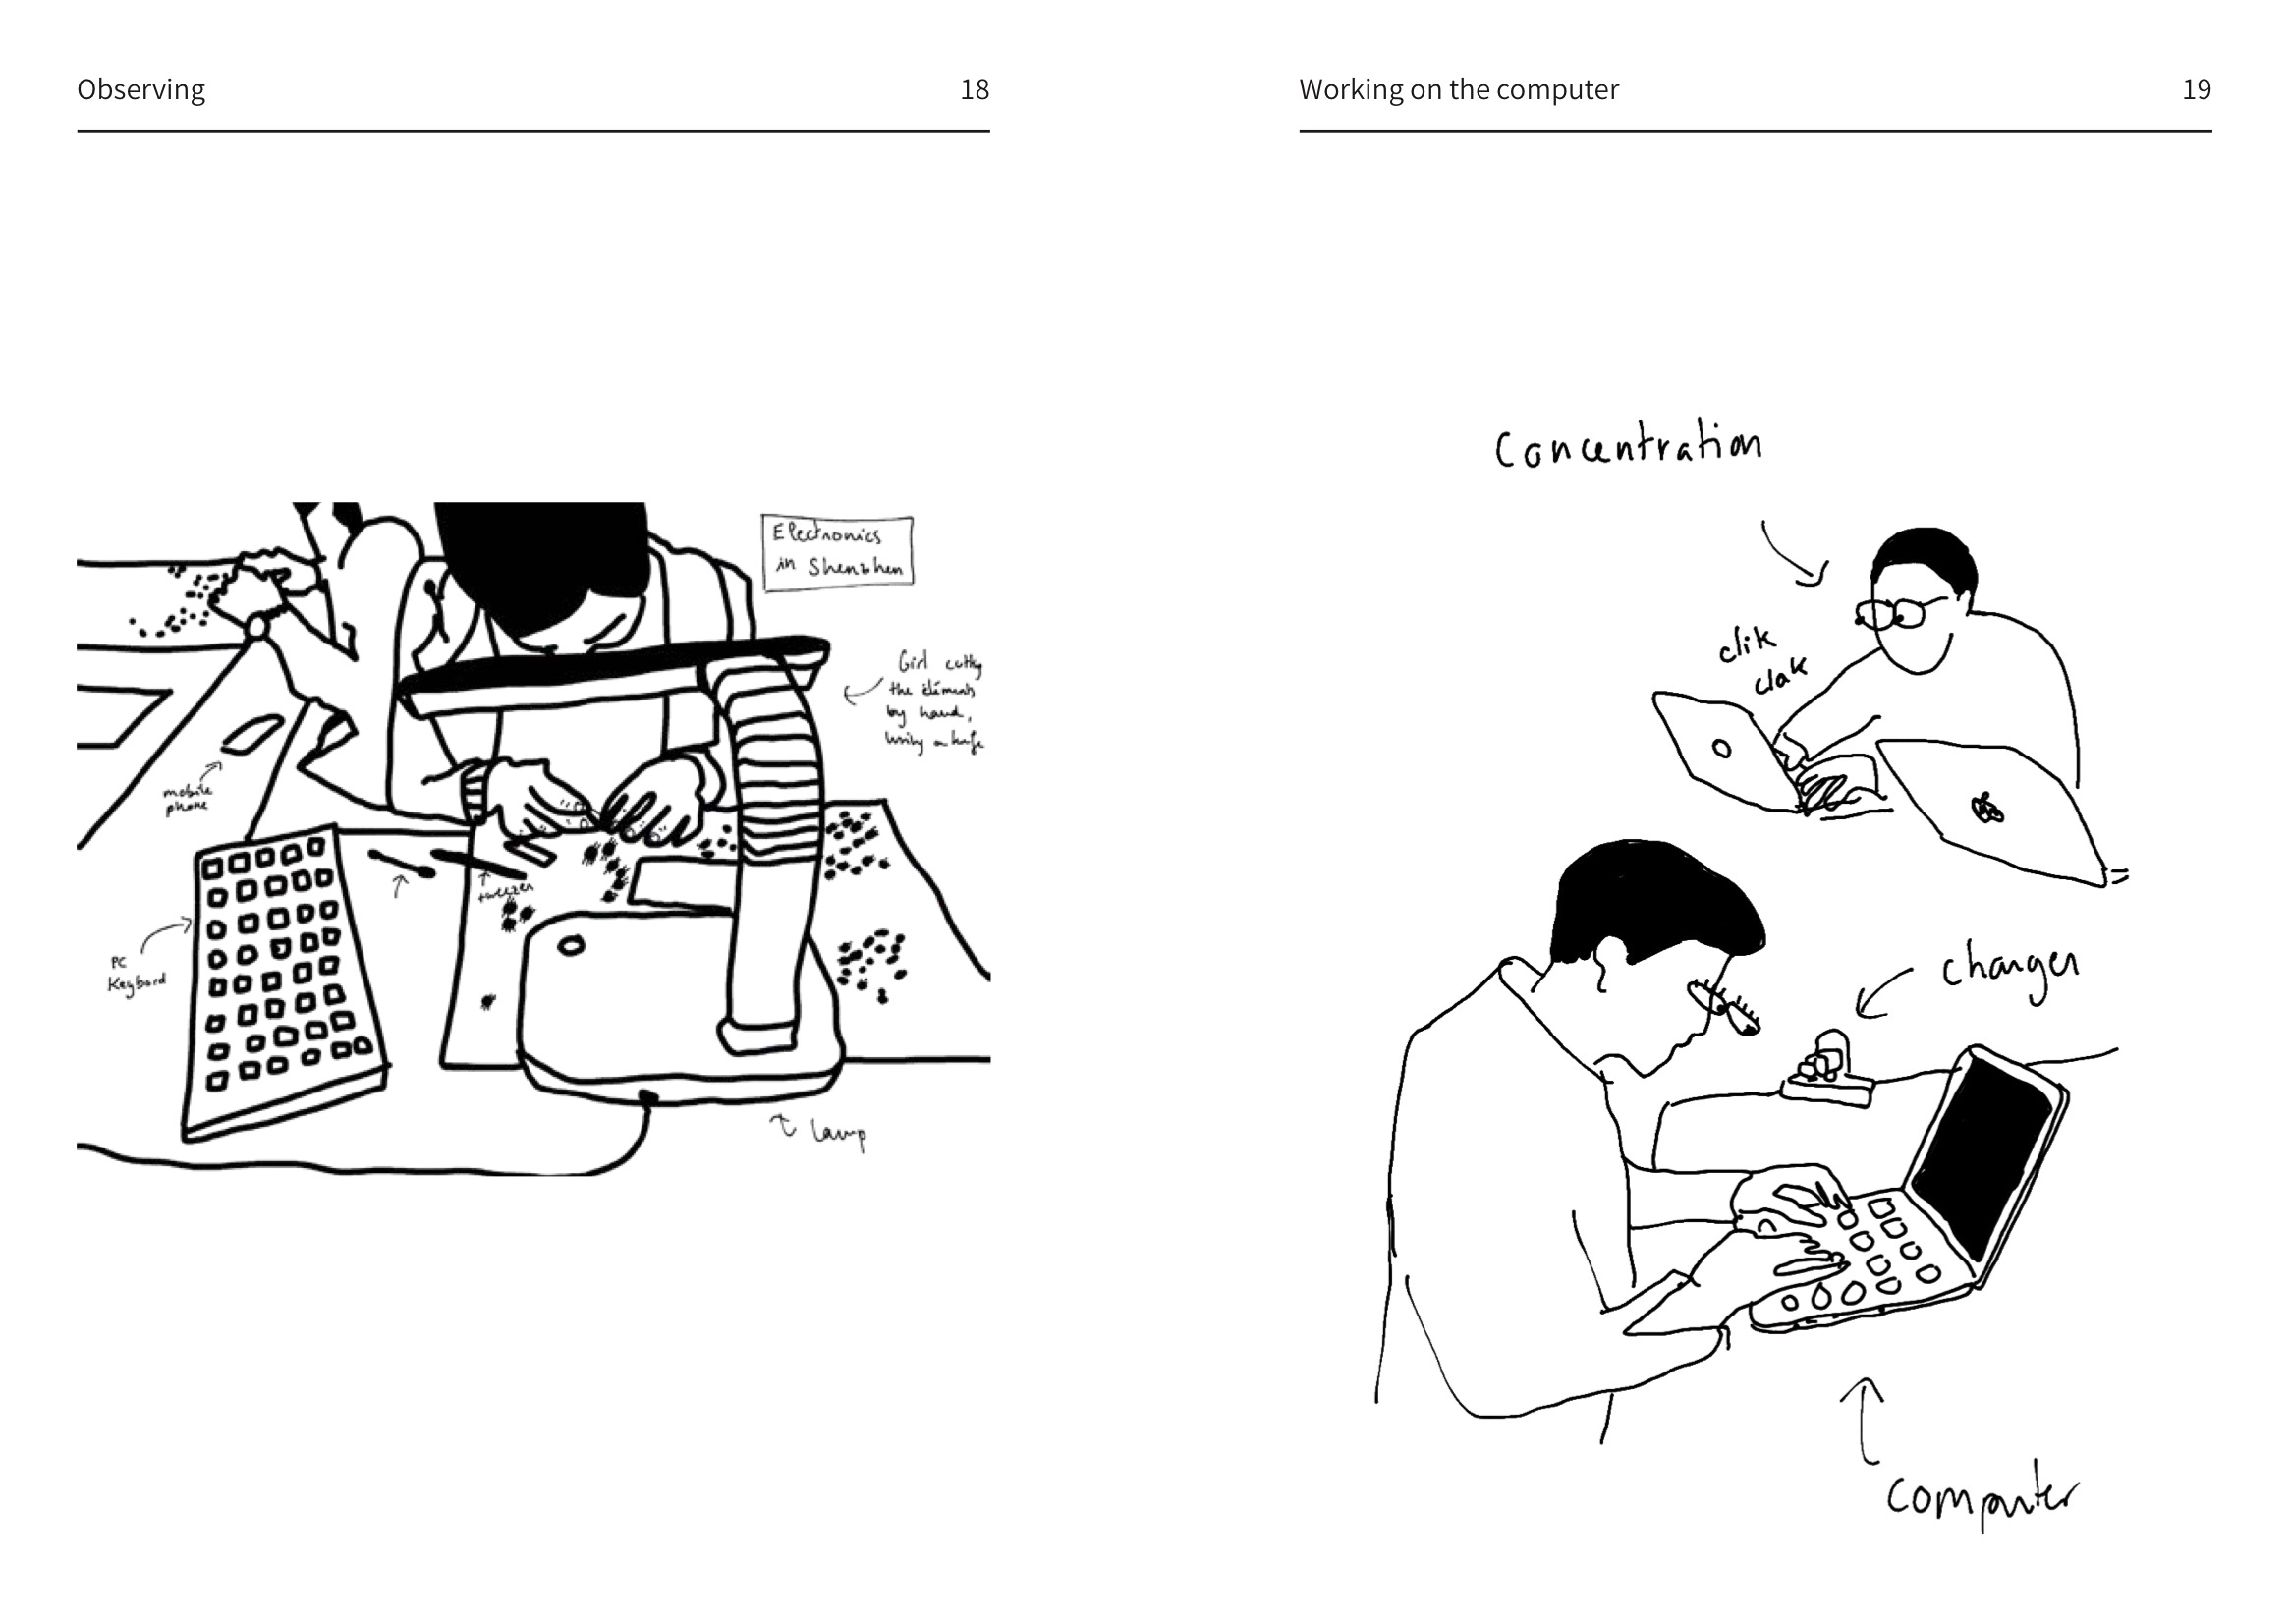 Observing 18
Electronics
in Shenzhen
Girl cutting
the elements
by hand,
using a knife
mobile
phone
tweezer
PC
Keyboard
lamp
Working on the computer 19
Concentration
clik
clak
charger
computer